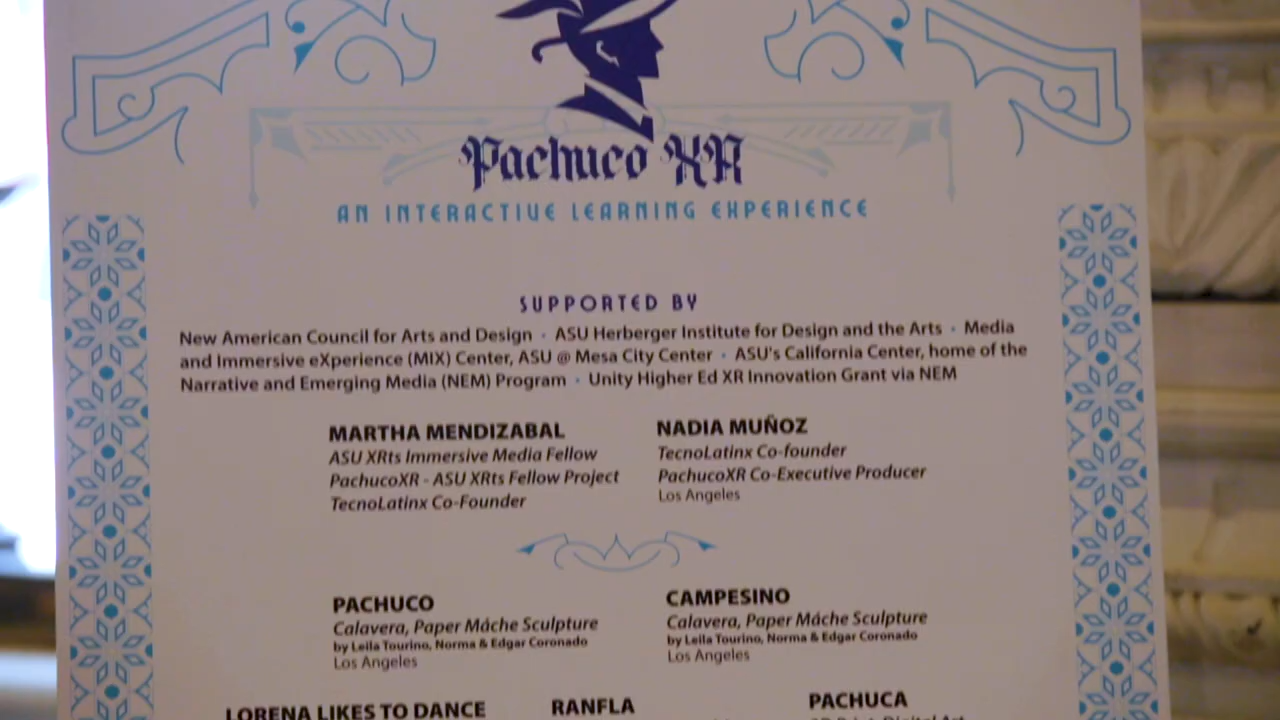 Pachuco XR
AN INTERACTIVE LEARNING EXPERIENCE
SUPPORTED BY
New American Council for Arts and Design · ASU Herberger Institute for Design and the Arts · Media
and Immersive eXperience (MIX) Center, ASU @ Mesa City Center · ASU's California Center, home of the
Narrative and Emerging Media (NEM) Program · Unity Higher Ed XR Innovation Grant via NEM
MARTHA MENDIZABAL
ASU XRts Immersive Media Fellow
PachucoXR - ASU XRts Fellow Project
TecnoLatinx Co-Founder
NADIA MUÑOZ
TecnoLatinx Co-founder
PachucoXR Co-Executive Producer
Los Angeles
PACHUCO
Calavera, Paper Máche Sculpture
by Leila Tourino, Norma & Edgar Coronado
Los Angeles
CAMPESINO
Calavera, Paper Máche Sculpture
by Leila Tourino, Norma & Edgar Coronado
Los Angeles
LORENA LIKES TO DANCE
RANFLA
PACHUCA